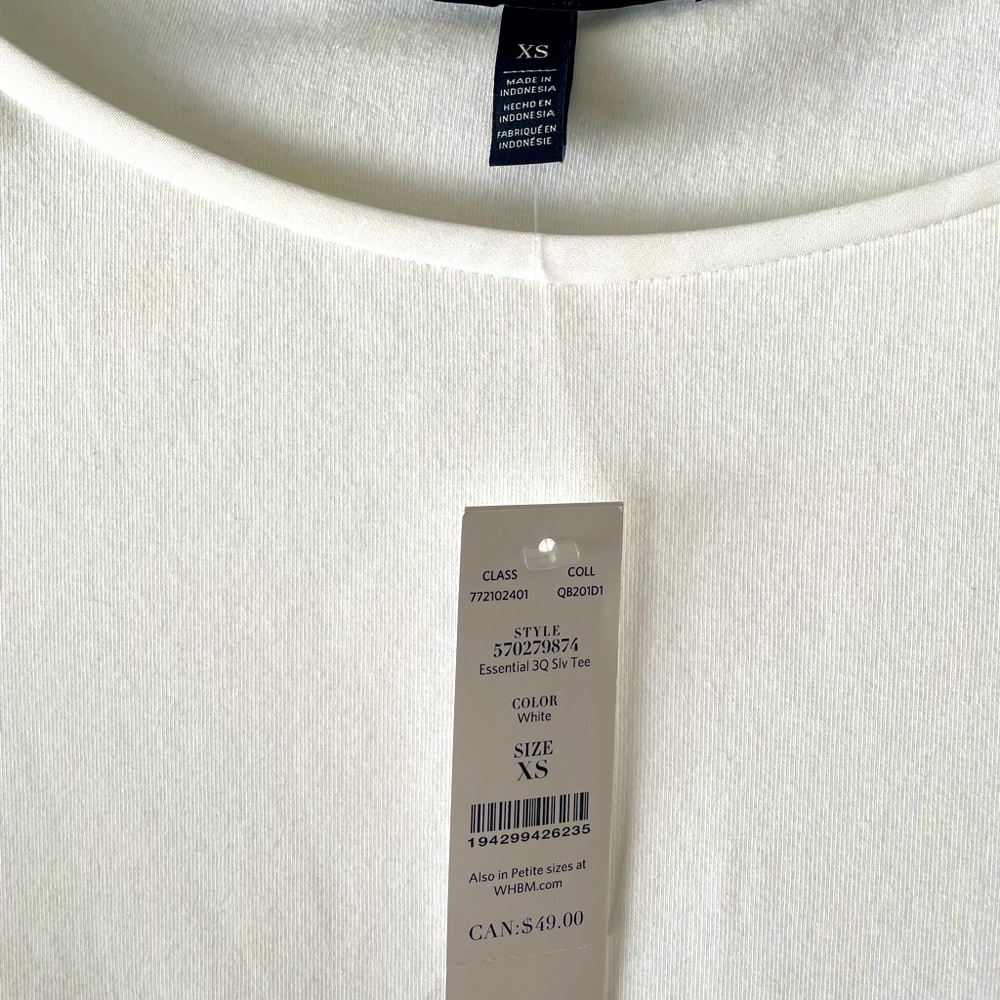 XS
MADE IN
INDONESIA
HECHO EN
INDONESIA
FABRIQUÉ EN
INDONÉSIE
CLASS COLL
772102401 QB201D1
STYLE
570279874
Essential 3Q Slv Tee
COLOR
White
SIZE
XS
194299426235
Also in Petite sizes at
WHBM.com
CAN:$49.00